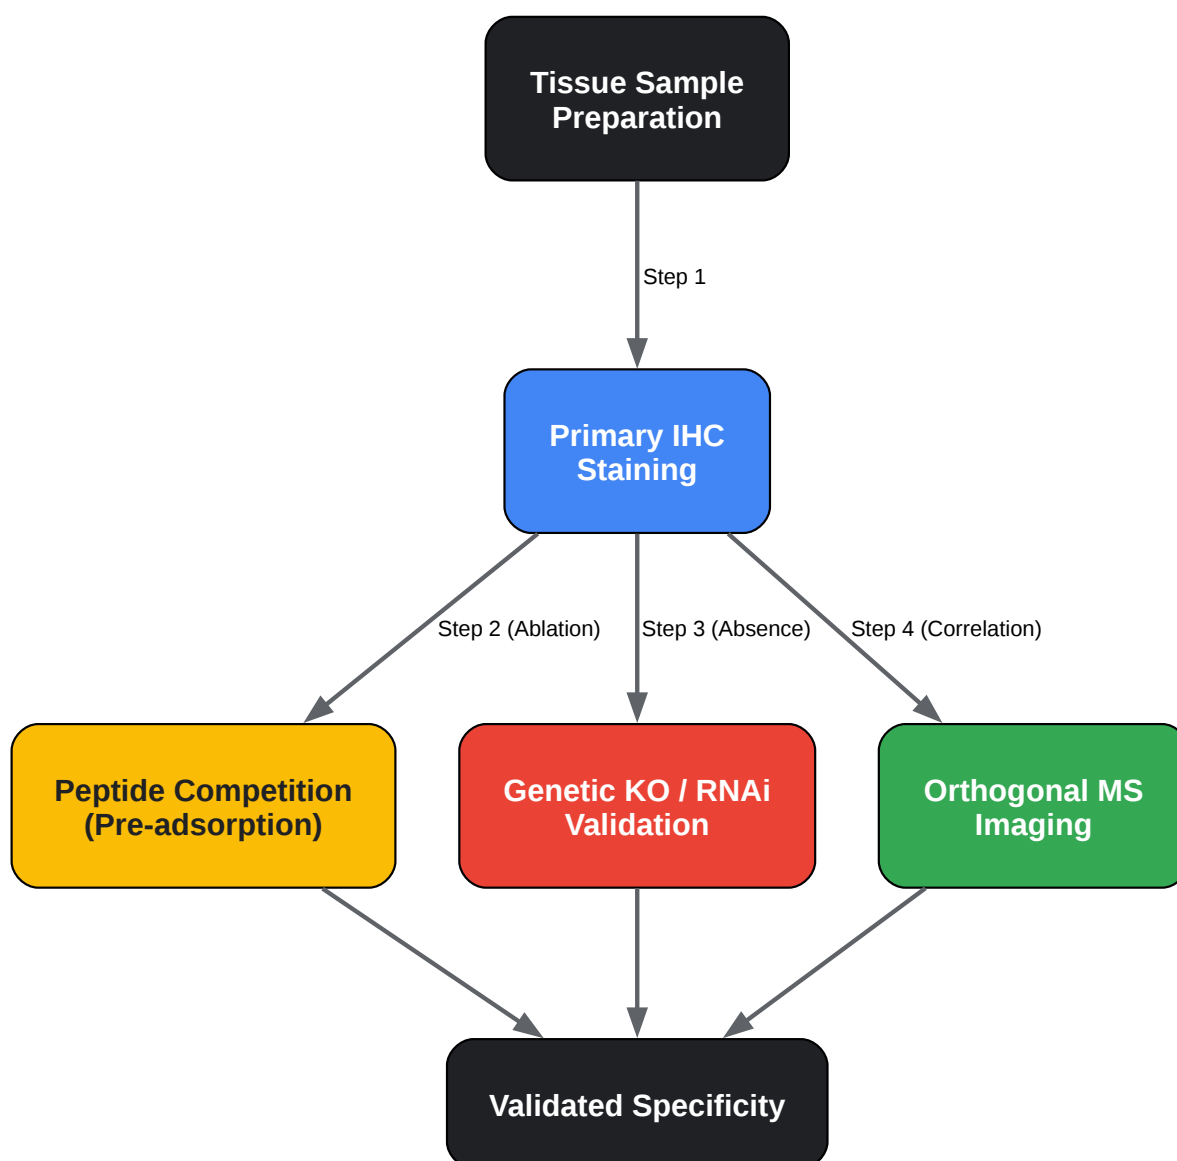 Tissue Sample
Preparation
Step 1
Primary IHC
Staining
Step 2 (Ablation)
Step 3 (Absence)
Step 4 (Correlation)
Peptide Competition
(Pre-adsorption)
Genetic KO / RNAi
Validation
Orthogonal MS
Imaging
Validated Specificity